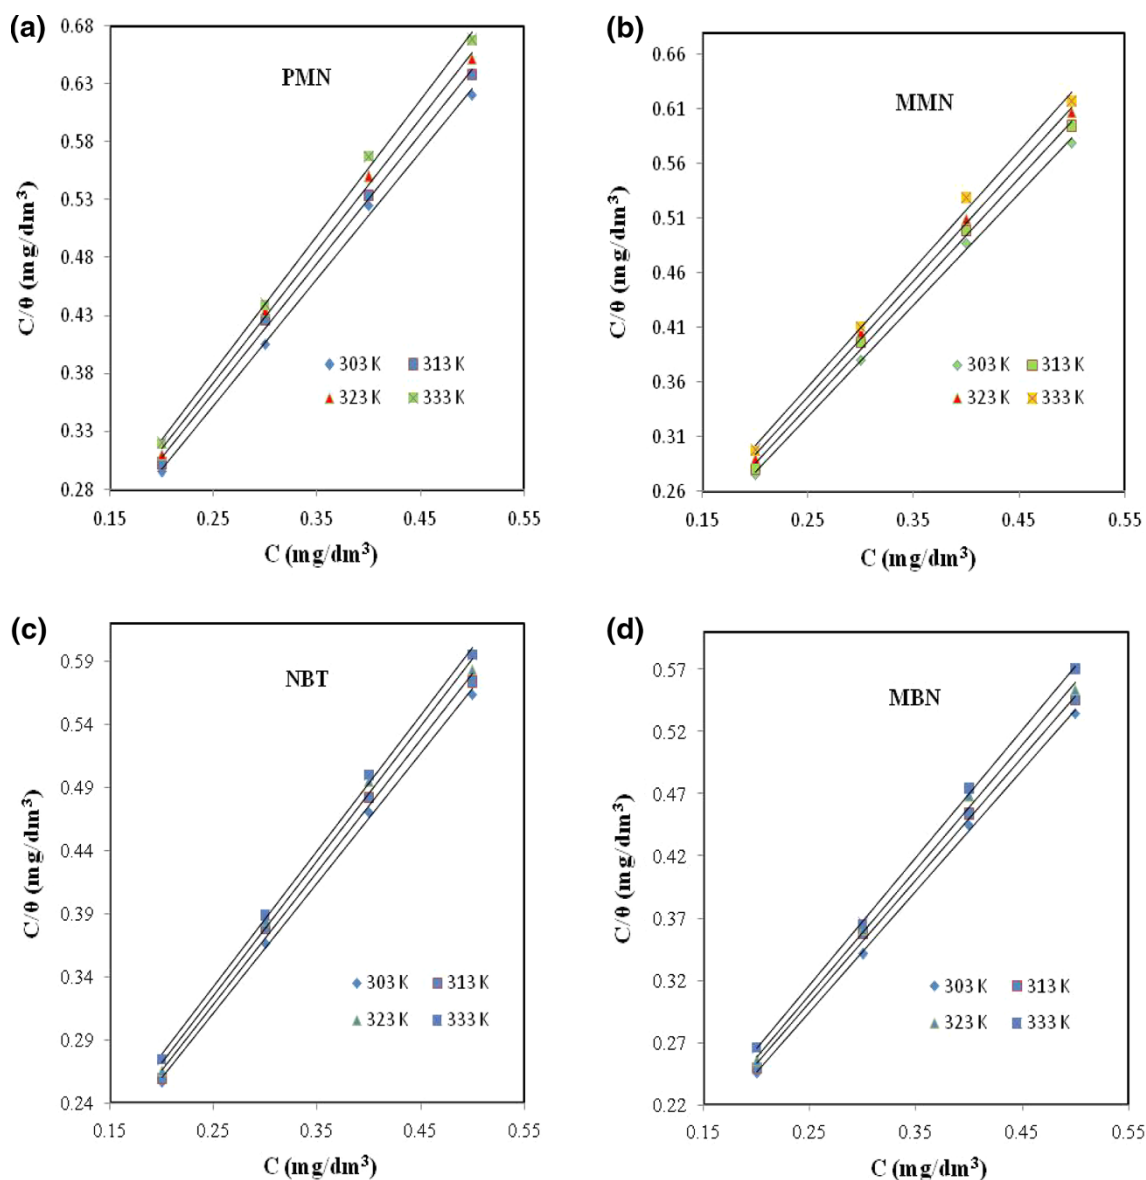 (a)
PMN
C/θ (mg/dm³)
0.68
0.63
0.58
0.53
0.48
0.43
0.38
0.33
0.28
303 K 313 K
323 K 333 K
0.15 0.25 0.35 0.45 0.55
C (mg/dm³)
(b)
MMN
C/θ (mg/dm³)
0.66
0.61
0.56
0.51
0.46
0.41
0.36
0.31
0.26
303 K 313 K
323 K 333 K
0.15 0.25 0.35 0.45 0.55
C (mg/dm³)
(c)
NBT
C/θ (mg/dm³)
0.59
0.54
0.49
0.44
0.39
0.34
0.29
0.24
303 K 313 K
323 K 333 K
0.15 0.25 0.35 0.45 0.55
C (mg/dm³)
(d)
MBN
C/θ (mg/dm³)
0.57
0.52
0.47
0.42
0.37
0.32
0.27
0.22
303 K 313 K
323 K 333 K
0.15 0.25 0.35 0.45 0.55
C (mg/dm³)